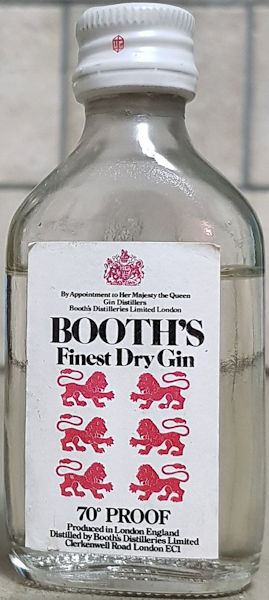 By Appointment to Her Majesty the Queen
Gin Distillers
Booth's Distilleries Limited London
BOOTH'S
Finest Dry Gin
70° PROOF
Produced in London England
Distilled by Booth's Distilleries Limited
Clerkenwell Road London EC1